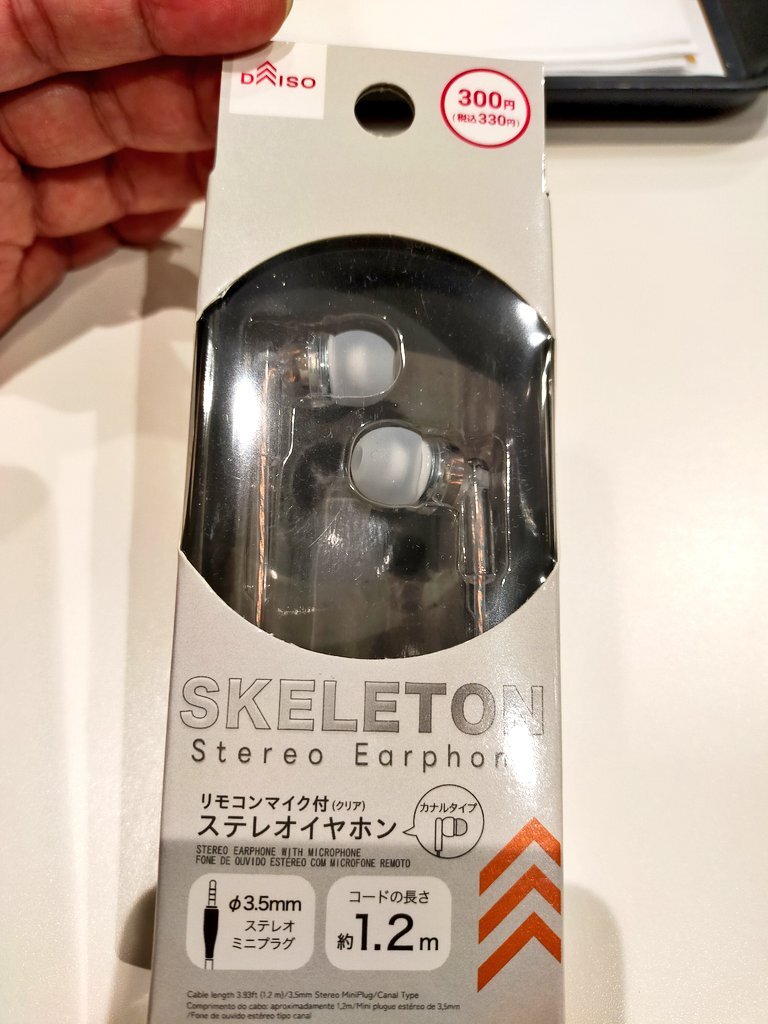 DAISO
300円
(税込330円)
SKELETON
Stereo Earphon
リモコンマイク付(クリア)
ステレオイヤホン
カナルタイプ
STEREO EARPHONE WITH MICROPHONE
FONE DE OUVIDO ESTÉREO COM MICROFONE REMOTO
φ3.5mm
ステレオ
ミニプラグ
コードの長さ
約1.2m
Cable length 3.93ft (1.2 m)/3.5mm Stereo MiniPlug/Canal Type
Comprimento do cabo: aproximadamente 1,2m/Mini plugue estéreo de 3,5mm
/Fone de ouvido estéreo tipo canal